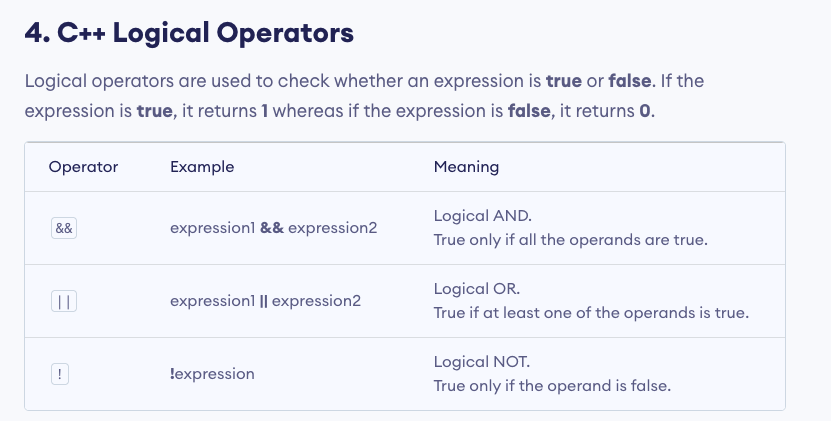 4. C++ Logical Operators
Logical operators are used to check whether an expression is true or false. If the
expression is true, it returns 1 whereas if the expression is false, it returns 0.
Operator Example Meaning
&& expression1 && expression2 Logical AND.
True only if all the operands are true.
|| expression1 || expression2 Logical OR.
True if at least one of the operands is true.
! !expression Logical NOT.
True only if the operand is false.